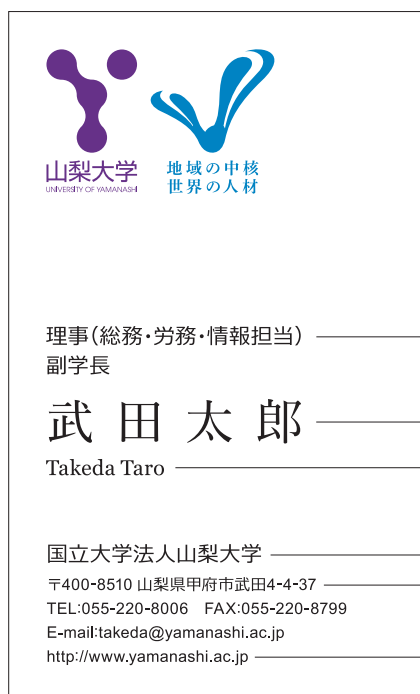 山梨大学
UNIVERSITY OF YAMANASHI
地域の中核
世界の人材
理事(総務・労務・情報担当)
副学長
武田太郎
Takeda Taro
国立大学法人山梨大学
〒400-8510 山梨県甲府市武田4-4-37
TEL:055-220-8006 FAX:055-220-8799
E-mail:takeda@yamanashi.ac.jp
http://www.yamanashi.ac.jp